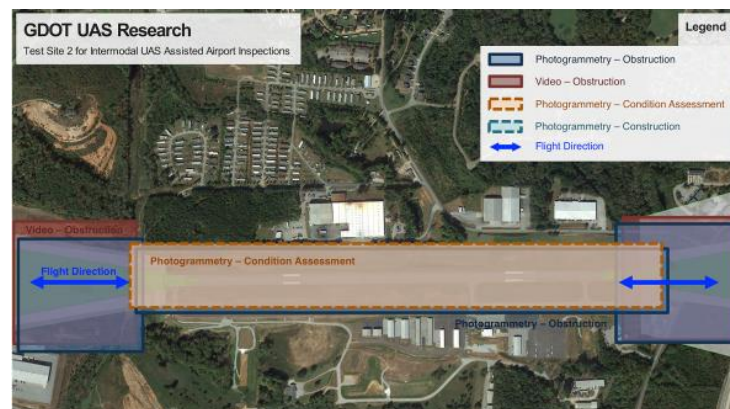 GDOT UAS Research
Test Site 2 for Intermodal UAS Assisted Airport Inspections
Legend
Photogrammetry – Obstruction
Video – Obstruction
Photogrammetry – Condition Assessment
Photogrammetry – Construction
Flight Direction
Video – Obstruction
Photogrammetry – Condition Assessment
Flight Direction
Photogrammetry – Obstruction